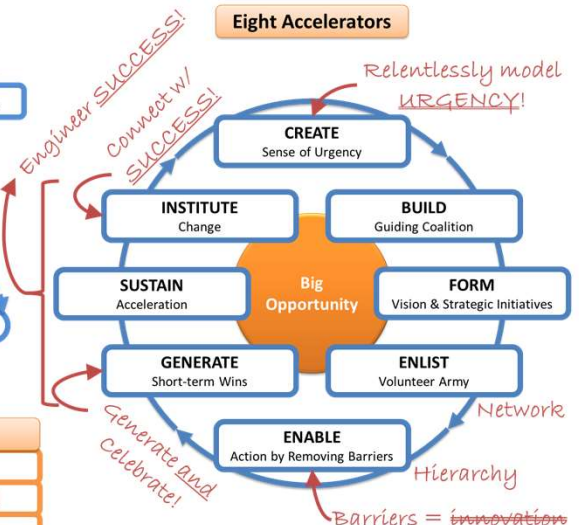 Eight Accelerators
Engineer SUCCESS!
Connect w/
SUCCESS!
Relentlessly model
URGENCY!
CREATE
Sense of Urgency
INSTITUTE
Change
BUILD
Guiding Coalition
SUSTAIN
Acceleration
Big
Opportunity
FORM
Vision & Strategic Initiatives
GENERATE
Short-term Wins
ENLIST
Volunteer Army
Generate and
Celebrate!
ENABLE
Action by Removing Barriers
Network
Hierarchy
Barriers = innovation